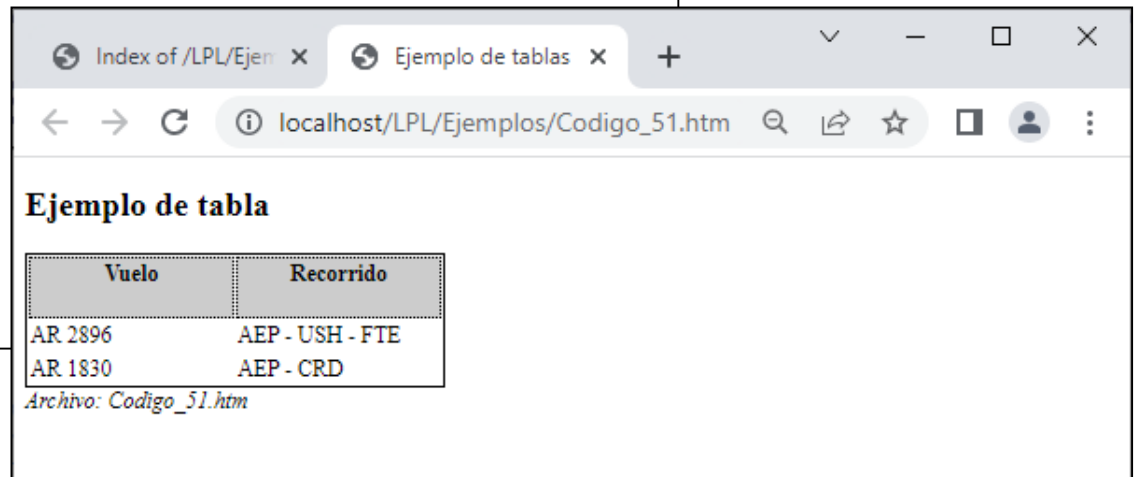 Index of /LPL/Ejem
Ejemplo de tablas
localhost/LPL/Ejemplos/Codigo_51.htm
Ejemplo de tabla
Vuelo Recorrido
AR 2896 AEP - USH - FTE
AR 1830 AEP - CRD
Archivo: Codigo_51.htm